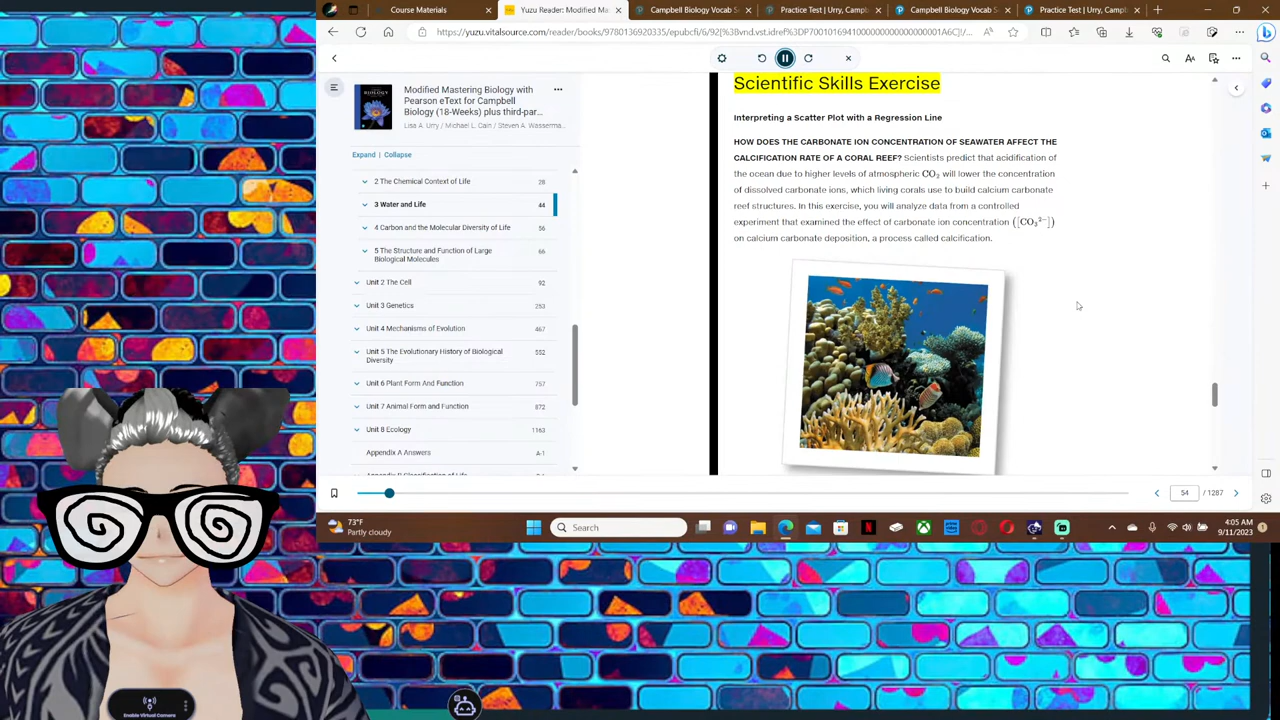 Course Materials
Yuzu Reader: Modified Ma
Campbell Biology Vocab S
Practice Test | Urry, Campb
Campbell Biology Vocab S
Practice Test | Urry, Campb
https://yuzu.vitalsource.com/reader/books/9780136920335/epubcfi/6/92[%3Bvnd.vst.idref%3DP70010169410000000000000000001A6C]!/...
Modified Mastering Biology with
Pearson eText for Campbell
Biology (18-Weeks) plus third-par...
Lisa A. Urry / Michael L. Cain / Steven A. Wasserma...
Expand | Collapse
2 The Chemical Context of Life 28
3 Water and Life 44
4 Carbon and the Molecular Diversity of Life 56
5 The Structure and Function of Large
Biological Molecules 66
Unit 2 The Cell 92
Unit 3 Genetics 253
Unit 4 Mechanisms of Evolution 467
Unit 5 The Evolutionary History of Biological
Diversity 552
Unit 6 Plant Form And Function 757
Unit 7 Animal Form and Function 872
Unit 8 Ecology 1163
Appendix A Answers A-1
Scientific Skills Exercise
Interpreting a Scatter Plot with a Regression Line
HOW DOES THE CARBONATE ION CONCENTRATION OF SEAWATER AFFECT THE
CALCIFICATION RATE OF A CORAL REEF? Scientists predict that acidification of
the ocean due to higher levels of atmospheric CO₂ will lower the concentration
of dissolved carbonate ions, which living corals use to build calcium carbonate
reef structures. In this exercise, you will analyze data from a controlled
experiment that examined the effect of carbonate ion concentration ([CO₃²⁻])
on calcium carbonate deposition, a process called calcification.
54 / 1287
73°F
Partly cloudy
Search
4:05 AM
9/11/2023
Enable Virtual Camera